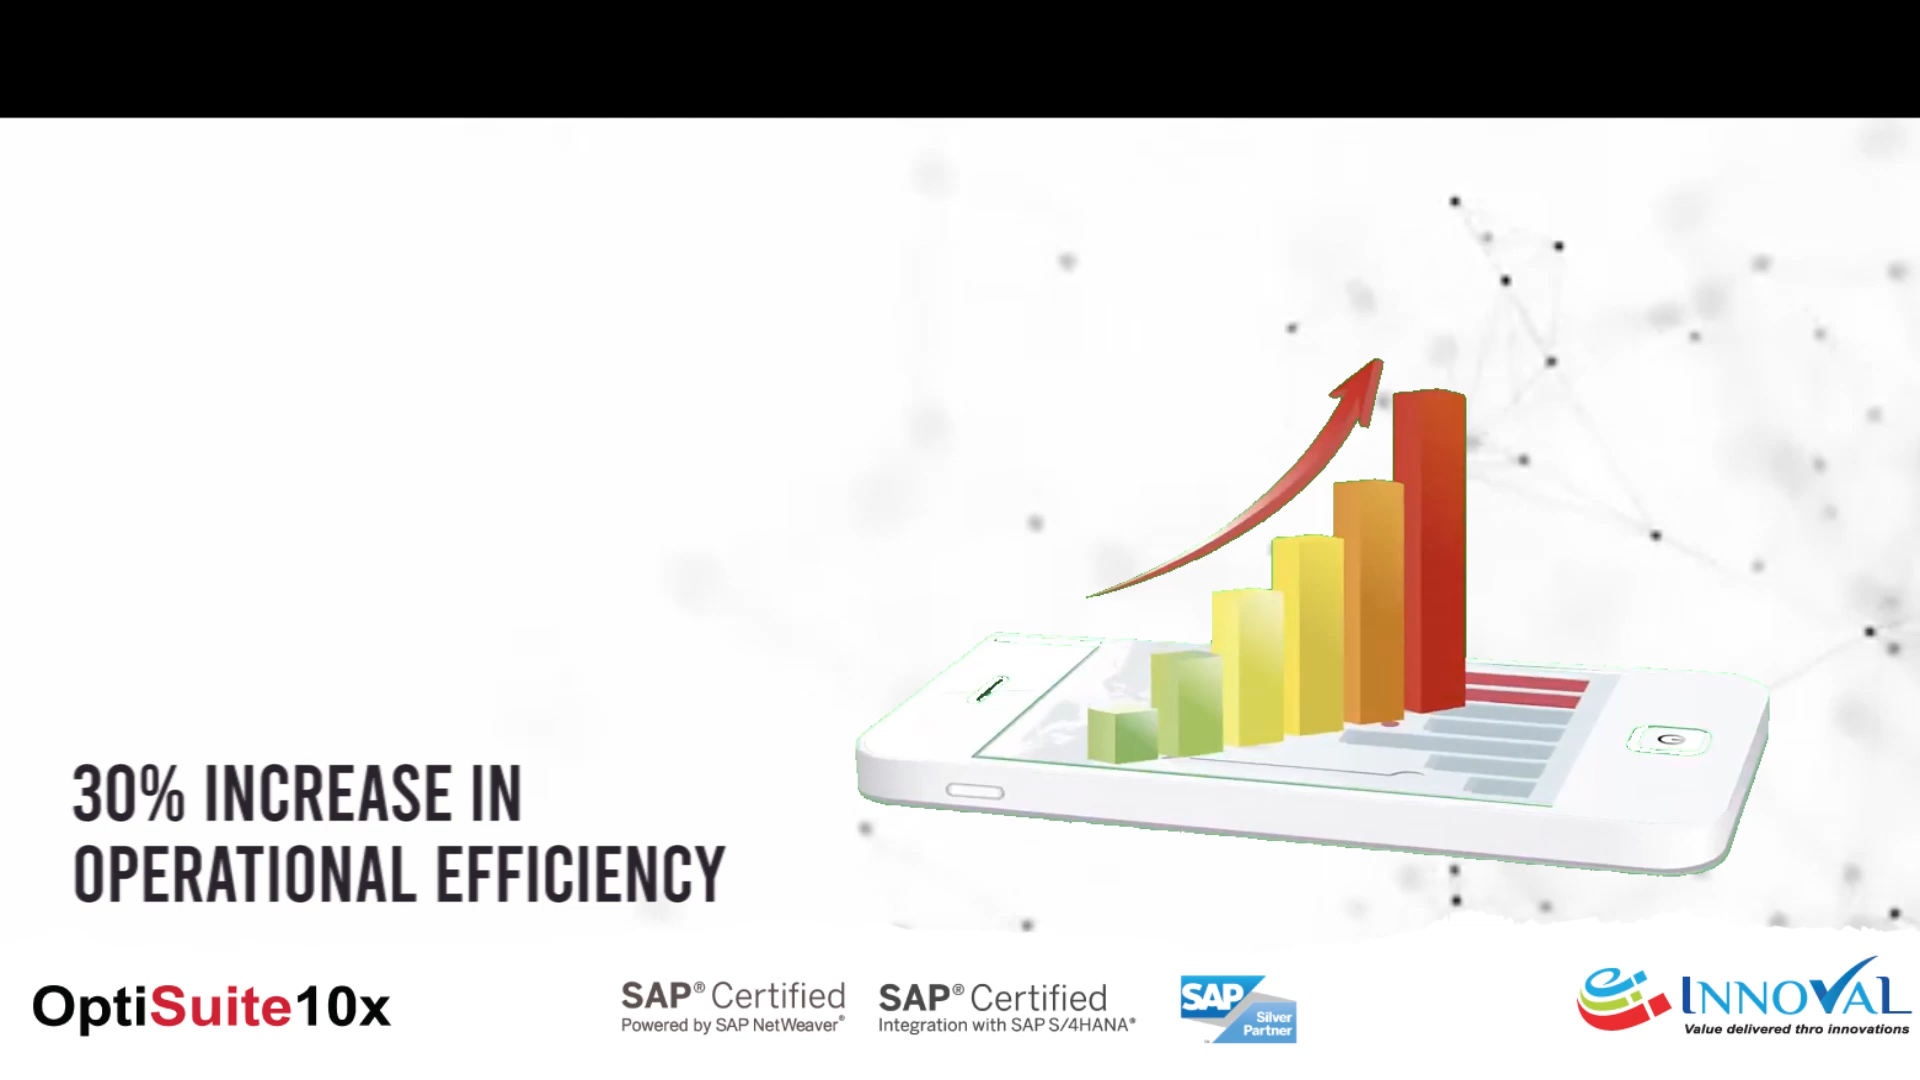 30% INCREASE IN
OPERATIONAL EFFICIENCY
OptiSuite10x
SAP® Certified
Powered by SAP NetWeaver®
SAP® Certified
Integration with SAP S/4HANA®
SAP
Silver
Partner
INNOVAL
Value delivered thro innovations